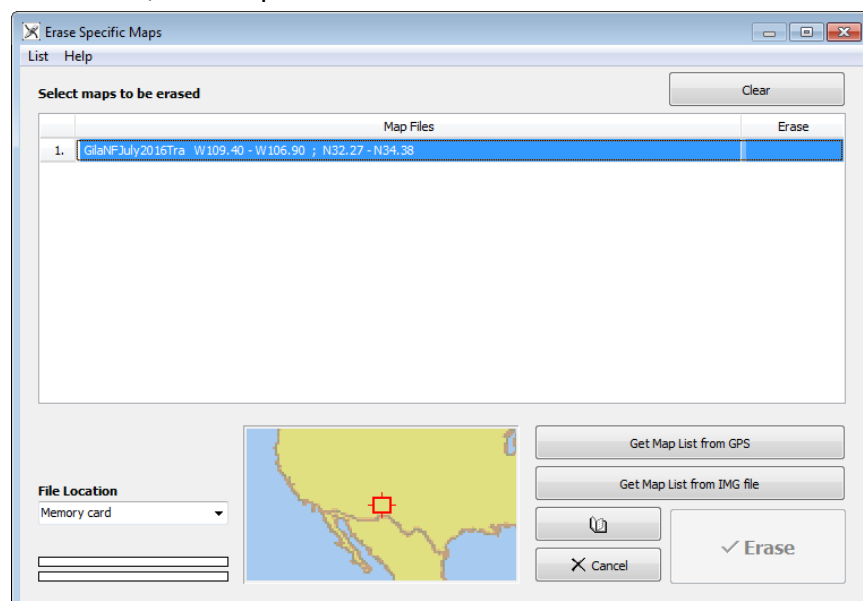 Erase Specific Maps
List Help
Select maps to be erased
Clear
Map Files Erase
1. GilaNFJuly2016Tra W109.40 - W106.90 ; N32.27 - N34.38
Get Map List from GPS
File Location
Get Map List from IMG file
Memory card
Cancel
Erase